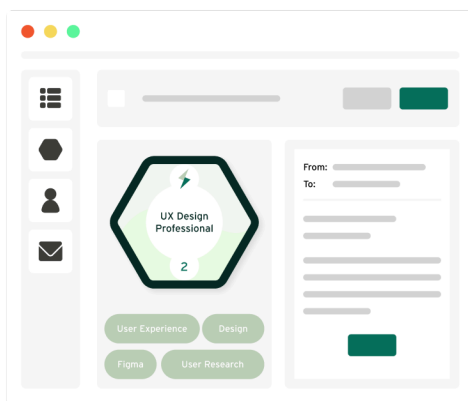 UX Design
Professional
2
User Experience
Design
Figma
User Research
From:
To: